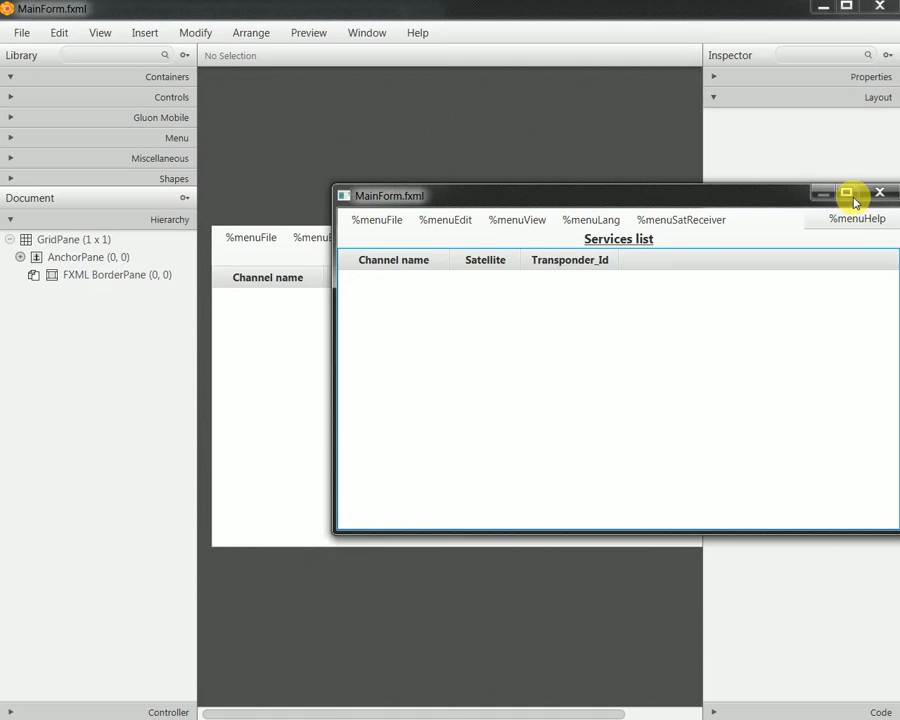 MainForm.fxml
File Edit View Insert Modify Arrange Preview Window Help
Library
No Selection
Inspector
Containers
Properties
Controls
Layout
Gluon Mobile
Menu
Miscellaneous
Shapes
Document
Hierarchy
GridPane (1 x 1)
AnchorPane (0, 0)
FXML BorderPane (0, 0)
%menuFile %menuE
Channel name
MainForm.fxml
%menuFile %menuEdit %menuView %menuLang %menuSatReceiver %menuHelp
Services list
Channel name Satellite Transponder_Id
Controller
Code